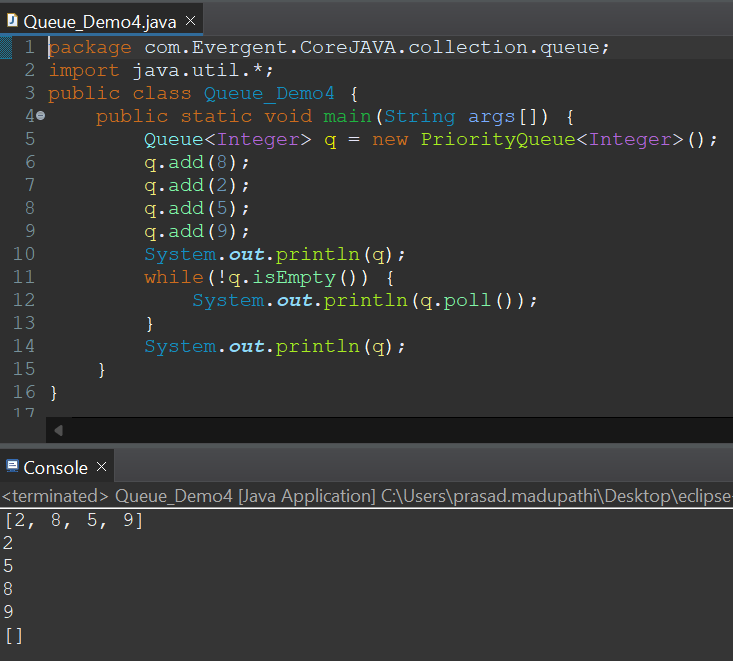 Queue_Demo4.java
1 package com.Evergent.CoreJAVA.collection.queue;
2 import java.util.*;
3 public class Queue_Demo4 {
4 public static void main(String args[]) {
5 Queue<Integer> q = new PriorityQueue<Integer>();
6 q.add(8);
7 q.add(2);
8 q.add(5);
9 q.add(9);
10 System.out.println(q);
11 while(!q.isEmpty()) {
12 System.out.println(q.poll());
13 }
14 System.out.println(q);
15 }
16 }
17
Console
<terminated> Queue_Demo4 [Java Application] C:\Users\prasad.madupathi\Desktop\eclipse-
[2, 8, 5, 9]
2
5
8
9
[]